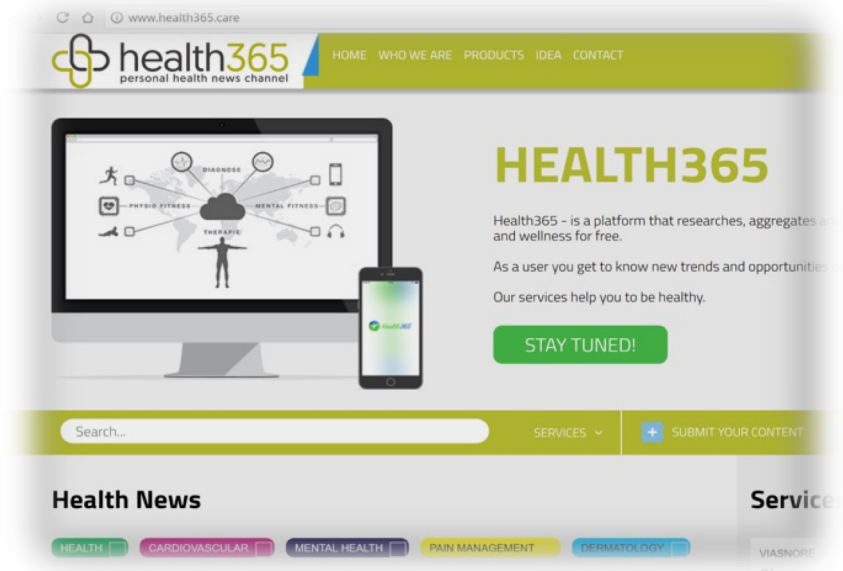 www.health365.care
health365
personal health news channel
HOME WHO WE ARE PRODUCTS IDEA CONTACT
DIAGNOSE
PHYSIO FITNESS
MENTAL FITNESS
THERAPIE
Health365
HEALTH365
Health365 - is a platform that researches, aggregates and
and wellness for free.
As a user you get to know new trends and opportunities
Our services help you to be healthy.
STAY TUNED!
Search...
SERVICES
SUBMIT YOUR CONTENT
Health News
Services
HEALTH
CARDIOVASCULAR
MENTAL HEALTH
PAIN MANAGEMENT
DERMATOLOGY
VIASNORE